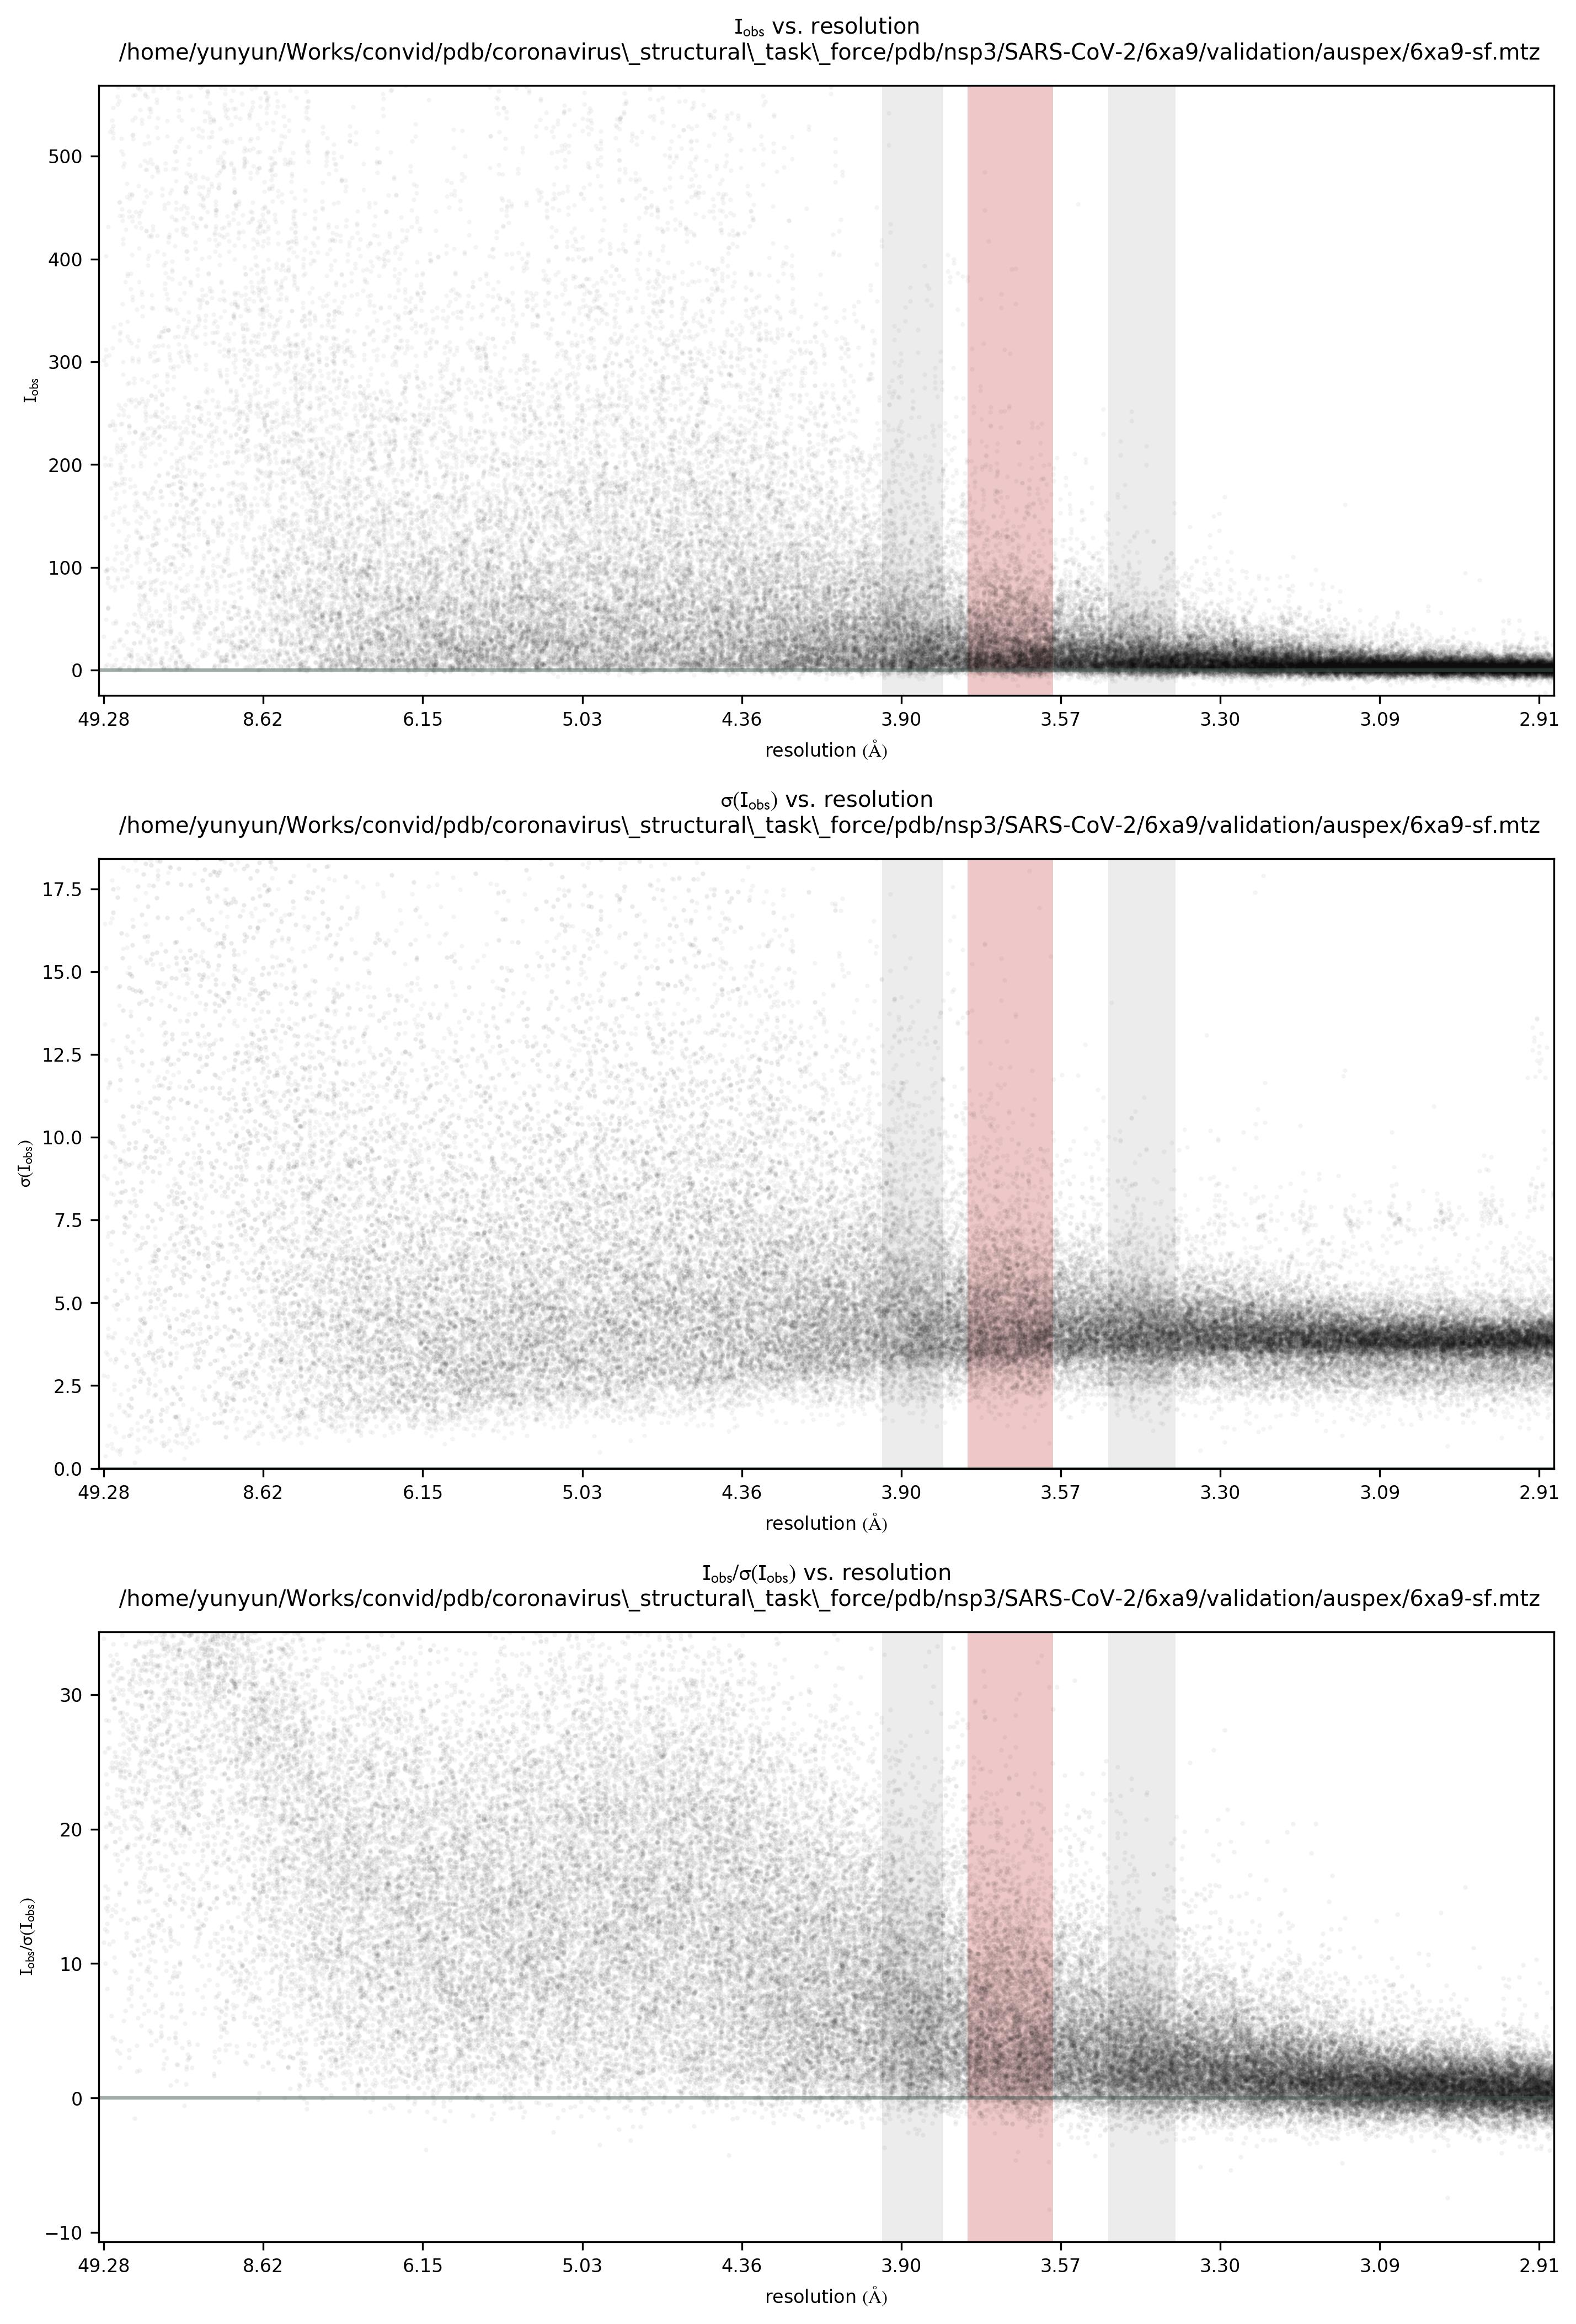 I_obs vs. resolution
/home/yunyun/Works/convid/pdb/coronavirus\_structural\_task\_force/pdb/nsp3/SARS-CoV-2/6xa9/validation/auspex/6xa9-sf.mtz
500
400
300
200
100
0
I_obs
49.28 8.62 6.15 5.03 4.36 3.90 3.57 3.30 3.09 2.91
resolution (Å)
σ(I_obs) vs. resolution
/home/yunyun/Works/convid/pdb/coronavirus\_structural\_task\_force/pdb/nsp3/SARS-CoV-2/6xa9/validation/auspex/6xa9-sf.mtz
17.5
15.0
12.5
10.0
7.5
5.0
2.5
0.0
σ(I_obs)
49.28 8.62 6.15 5.03 4.36 3.90 3.57 3.30 3.09 2.91
resolution (Å)
I_obs/σ(I_obs) vs. resolution
/home/yunyun/Works/convid/pdb/coronavirus\_structural\_task\_force/pdb/nsp3/SARS-CoV-2/6xa9/validation/auspex/6xa9-sf.mtz
30
20
10
0
−10
I_obs/σ(I_obs)
49.28 8.62 6.15 5.03 4.36 3.90 3.57 3.30 3.09 2.91
resolution (Å)